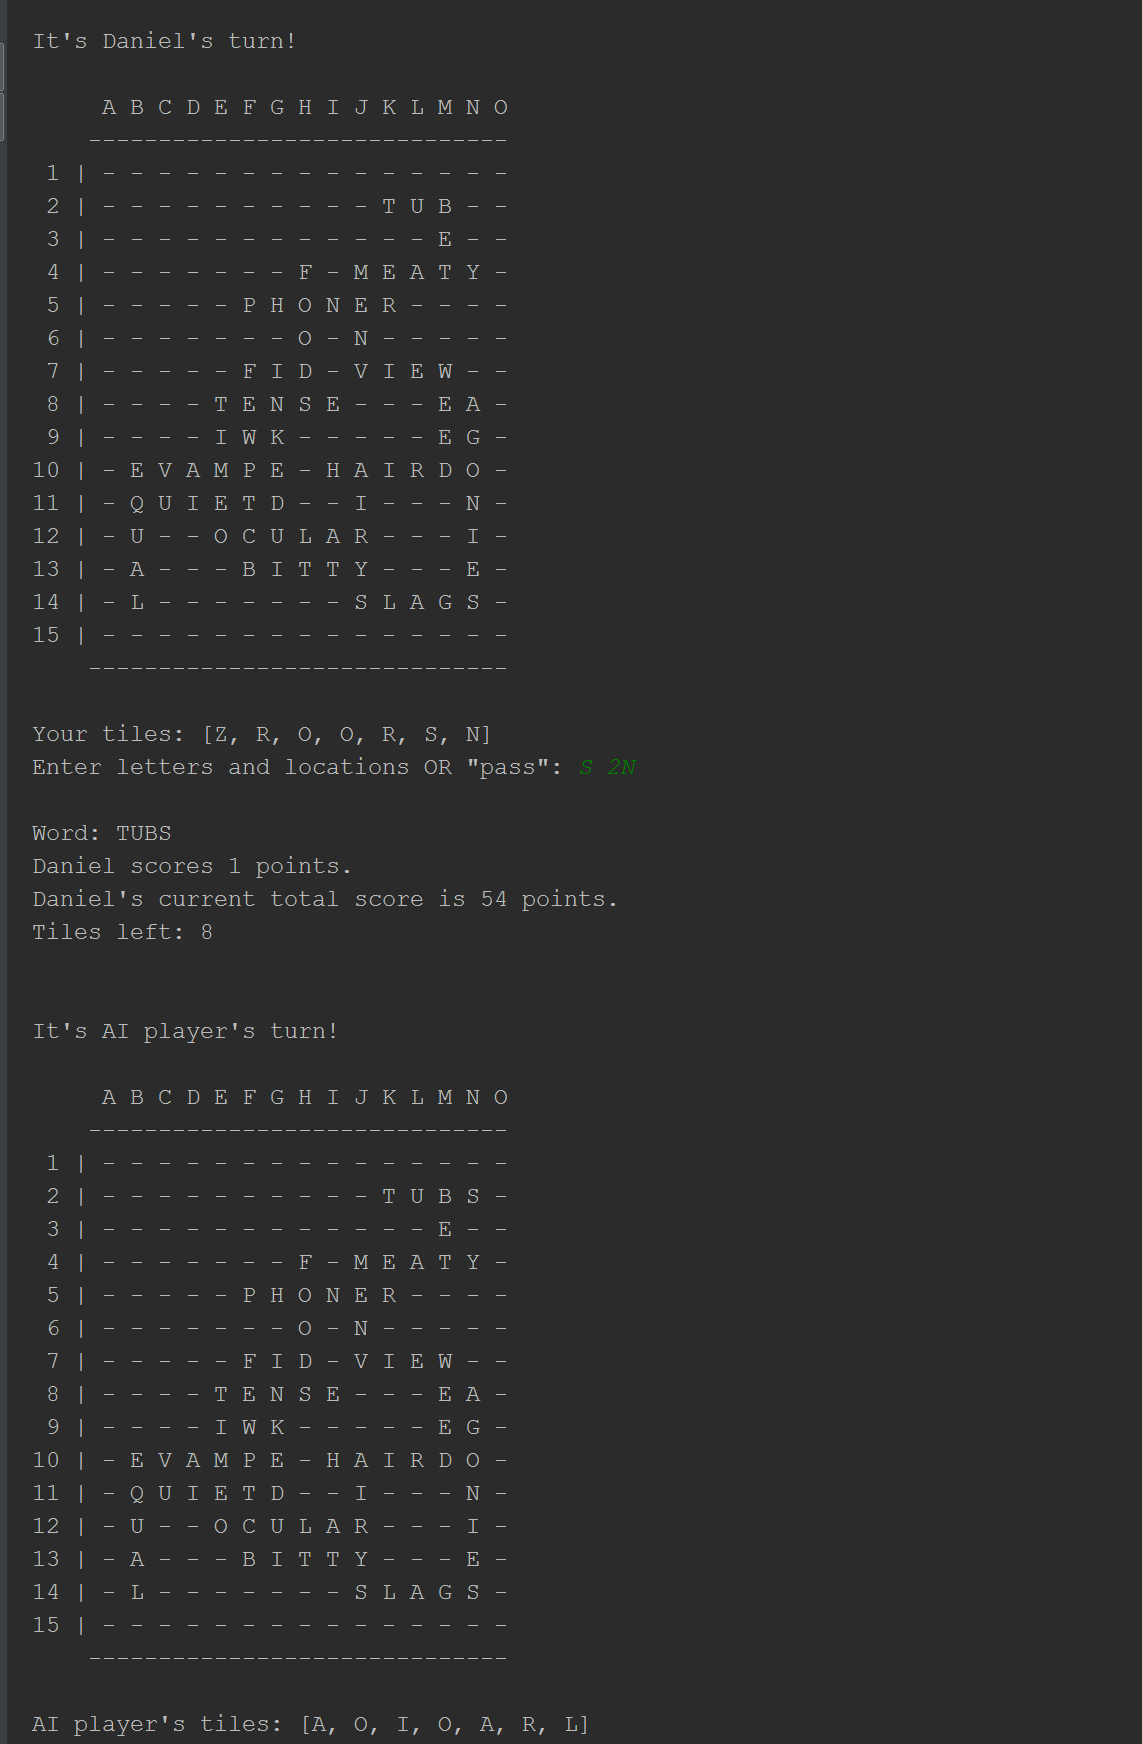 It's Daniel's turn!
A B C D E F G H I J K L M N O
------------------------------
1 | - - - - - - - - - - - - - - -
2 | - - - - - - - - - - T U B - -
3 | - - - - - - - - - - - - E - -
4 | - - - - - - - F - M E A T Y -
5 | - - - - - P H O N E R - - - -
6 | - - - - - - - O - N - - - - -
7 | - - - - - F I D - V I E W - -
8 | - - - - T E N S E - - - E A -
9 | - - - - I W K - - - - - E G -
10 | - E V A M P E - H A I R D O -
11 | - Q U I E T D - - I - - - N -
12 | - U - - O C U L A R - - - I -
13 | - A - - - B I T T Y - - - E -
14 | - L - - - - - - - S L A G S -
15 | - - - - - - - - - - - - - - -
------------------------------
Your tiles: [Z, R, O, O, R, S, N]
Enter letters and locations OR "pass": S 2N
Word: TUBS
Daniel scores 1 points.
Daniel's current total score is 54 points.
Tiles left: 8
It's AI player's turn!
A B C D E F G H I J K L M N O
------------------------------
1 | - - - - - - - - - - - - - - -
2 | - - - - - - - - - - T U B S -
3 | - - - - - - - - - - - - E - -
4 | - - - - - - - F - M E A T Y -
5 | - - - - - P H O N E R - - - -
6 | - - - - - - - O - N - - - - -
7 | - - - - - F I D - V I E W - -
8 | - - - - T E N S E - - - E A -
9 | - - - - I W K - - - - - E G -
10 | - E V A M P E - H A I R D O -
11 | - Q U I E T D - - I - - - N -
12 | - U - - O C U L A R - - - I -
13 | - A - - - B I T T Y - - - E -
14 | - L - - - - - - - S L A G S -
15 | - - - - - - - - - - - - - - -
------------------------------
AI player's tiles: [A, O, I, O, A, R, L]